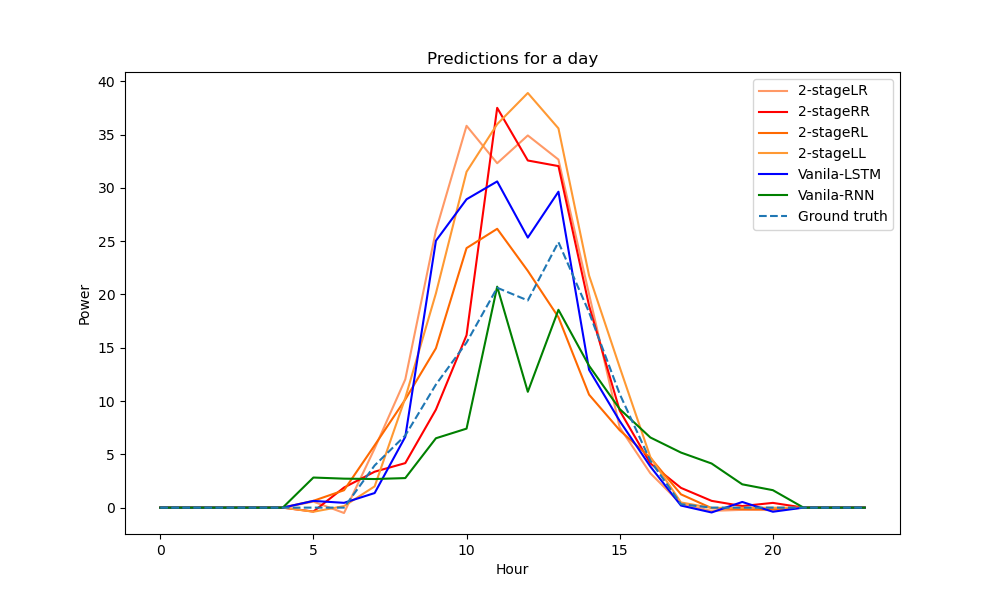 Predictions for a day
40
35
30
25
20
15
10
5
0
Power
0 5 10 15 20
Hour
2-stageLR
2-stageRR
2-stageRL
2-stageLL
Vanila-LSTM
Vanila-RNN
Ground truth